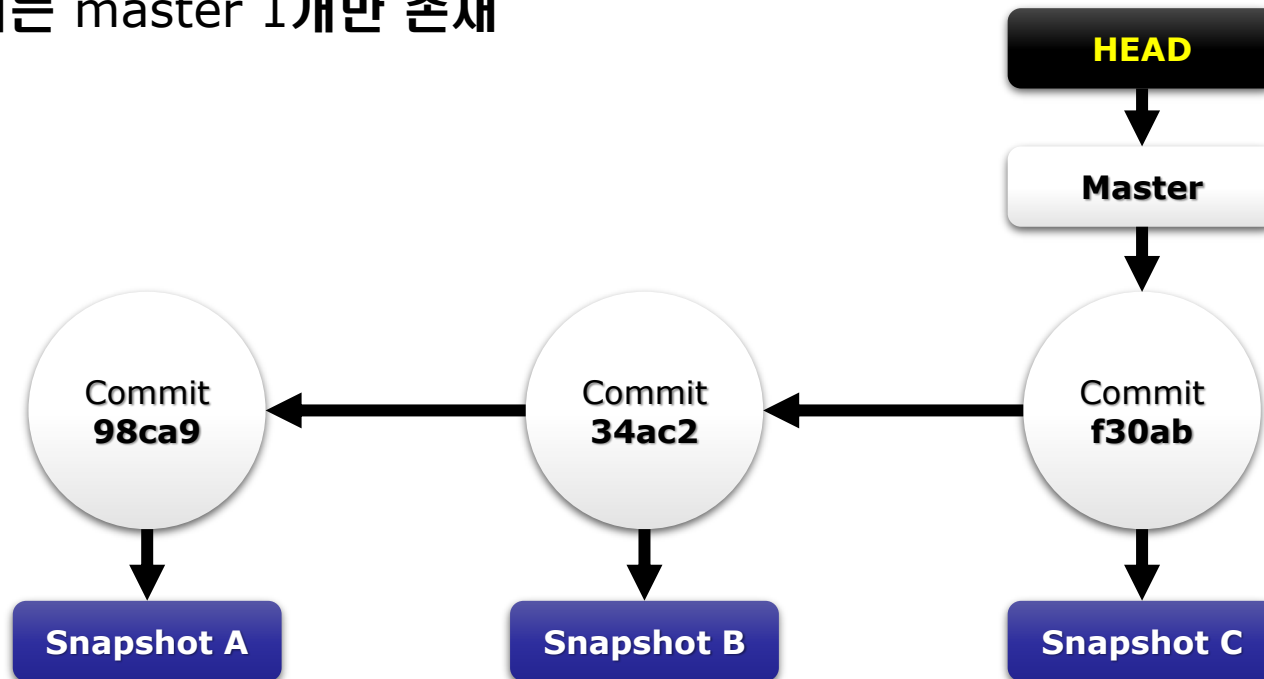 는 master 1개만 존재
HEAD
Master
Commit
98ca9
Commit
34ac2
Commit
f30ab
Snapshot A
Snapshot B
Snapshot C